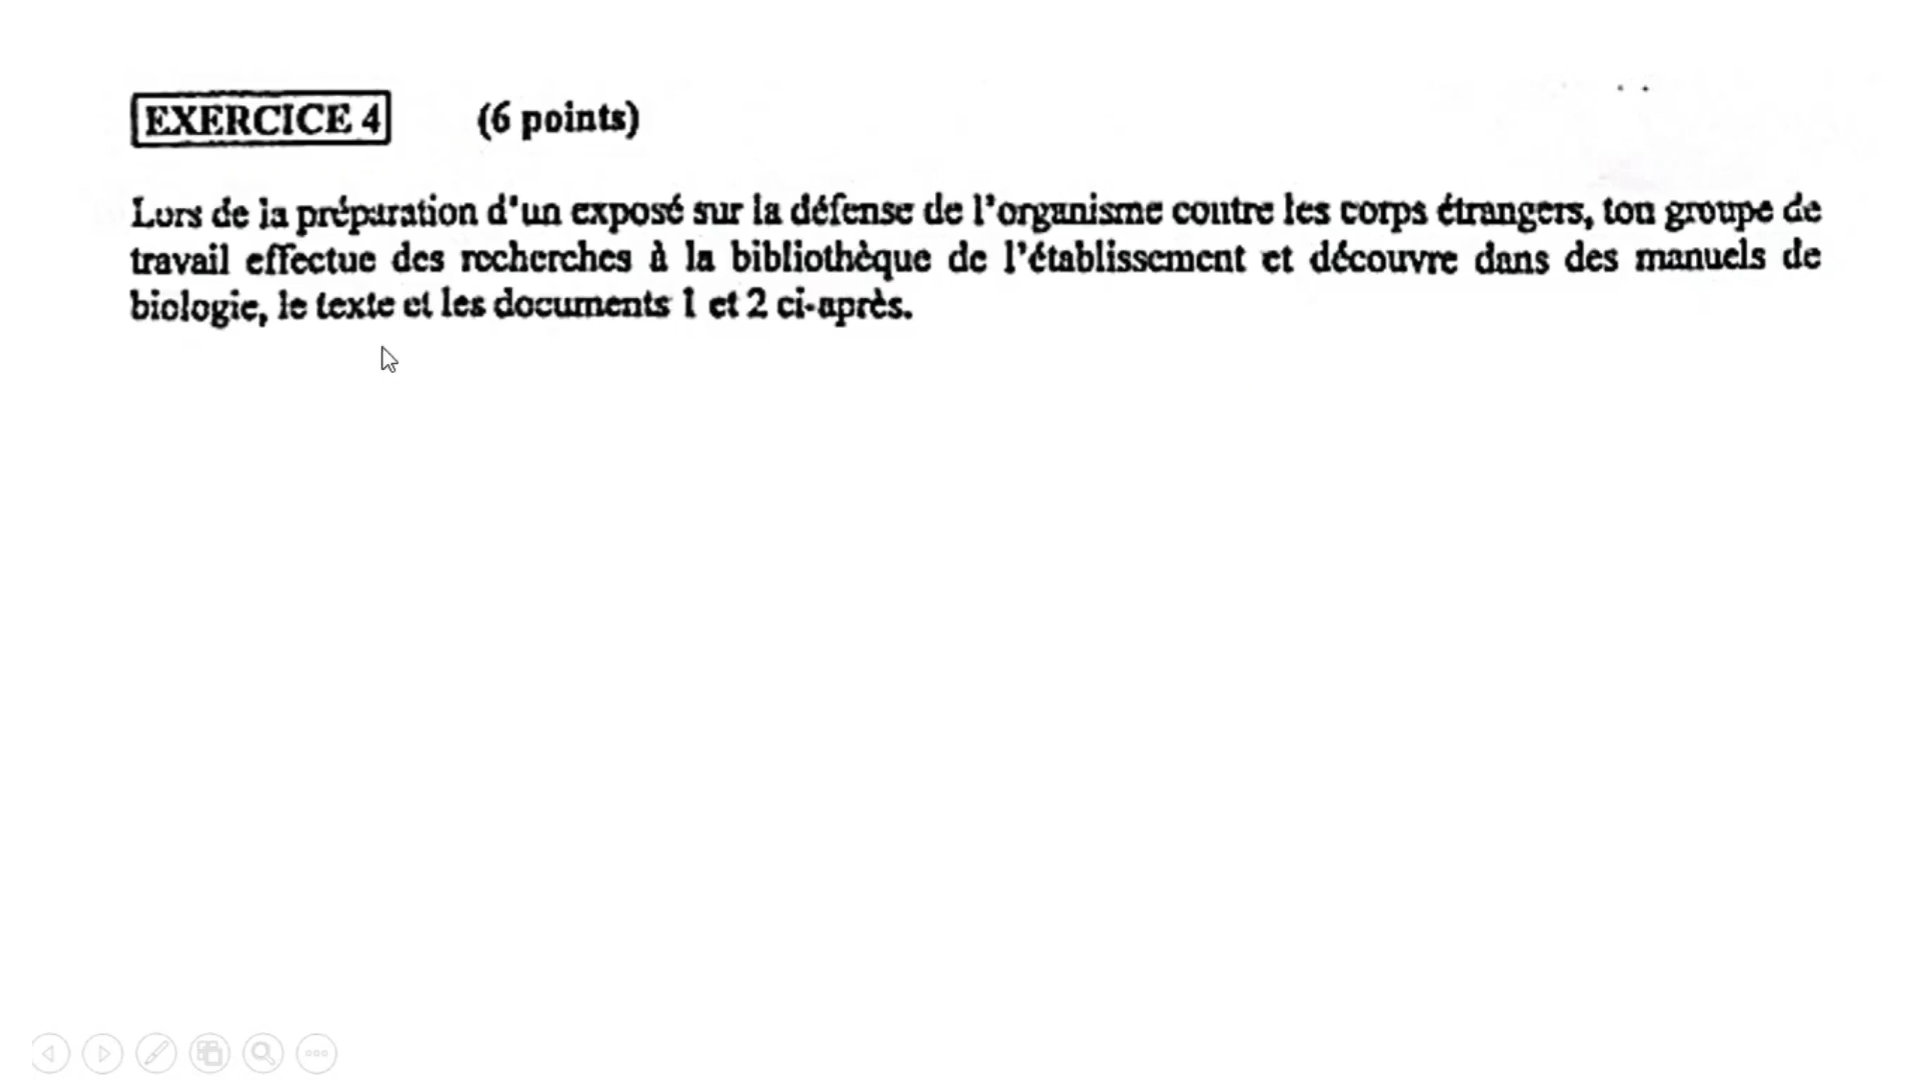 EXERCICE 4 (6 points)
Lors de la préparation d'un exposé sur la défense de l'organisme contre les corps étrangers, ton groupe de
travail effectue des recherches à la bibliothèque de l'établissement et découvre dans des manuels de
biologie, le texte et les documents 1 et 2 ci-après.